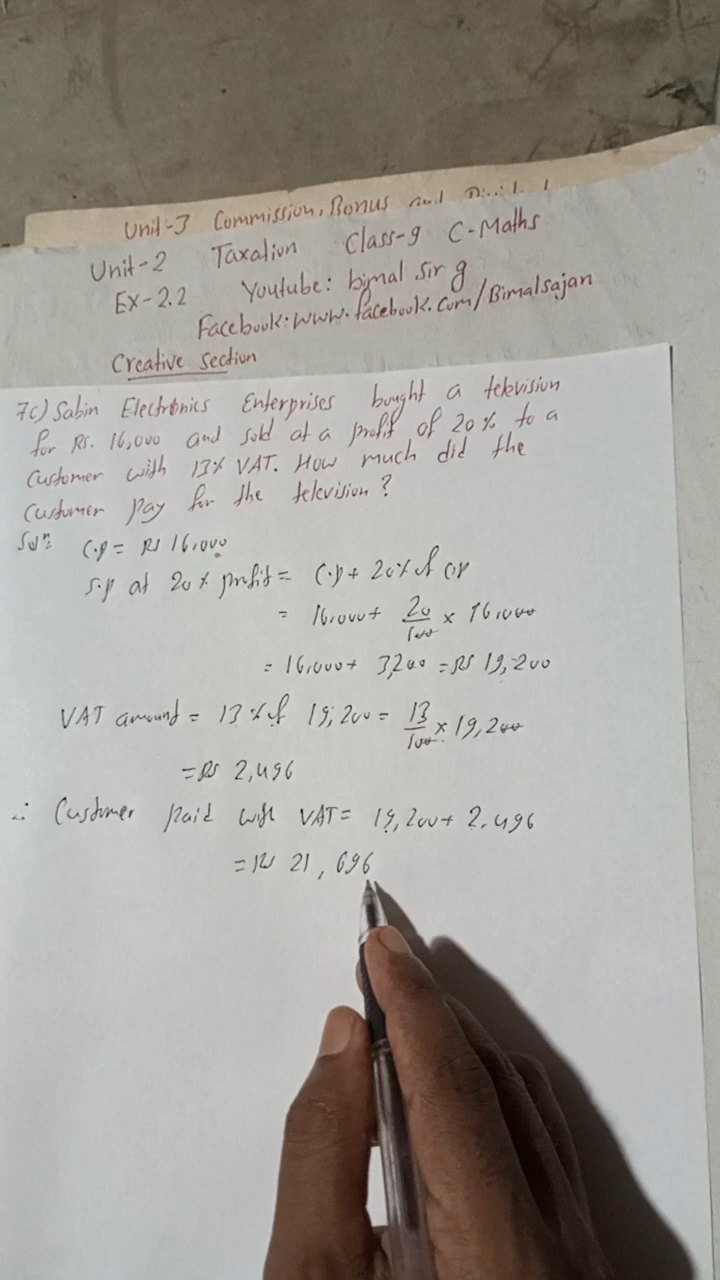 Unit-3 Commission, Bonus and
Unit-2 Taxation Class-9 C-Maths
Ex-2.2 Youtube: bimal sir g
Facebook: www.facebook.com/Bimalsajan
Creative section
7c) Sabin Electronics Enterprises bought a television
for Rs. 16,000 and sold at a profit of 20% to a
customer with 13% VAT. How much did the
customer pay for the television?
Solⁿ: C.P = Rs 16,000
S.P at 20% profit = C.P + 20% of CP
= 16,000 + 20/100 × 16,000
= 16,000 + 3,200 = Rs 19,200
VAT amount = 13% of 19,200 = 13/100 × 19,200
= Rs 2,496
∴ Customer paid with VAT = 19,200 + 2,496
= Rs 21,696